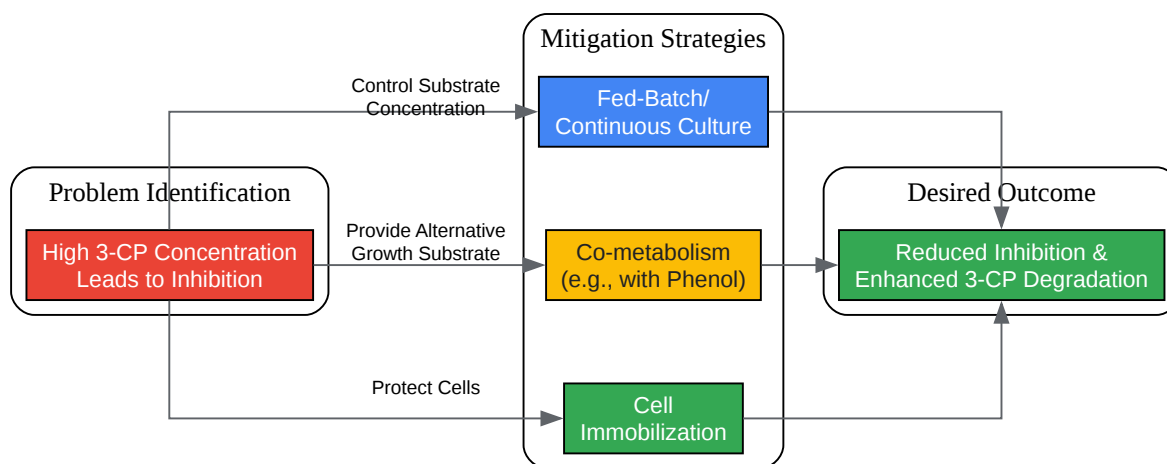 Mitigation Strategies
Control Substrate
Concentration
Fed-Batch/
Continuous Culture
Problem Identification
High 3-CP Concentration
Leads to Inhibition
Provide Alternative
Growth Substrate
Co-metabolism
(e.g., with Phenol)
Desired Outcome
Reduced Inhibition &
Enhanced 3-CP Degradation
Protect Cells
Cell
Immobilization